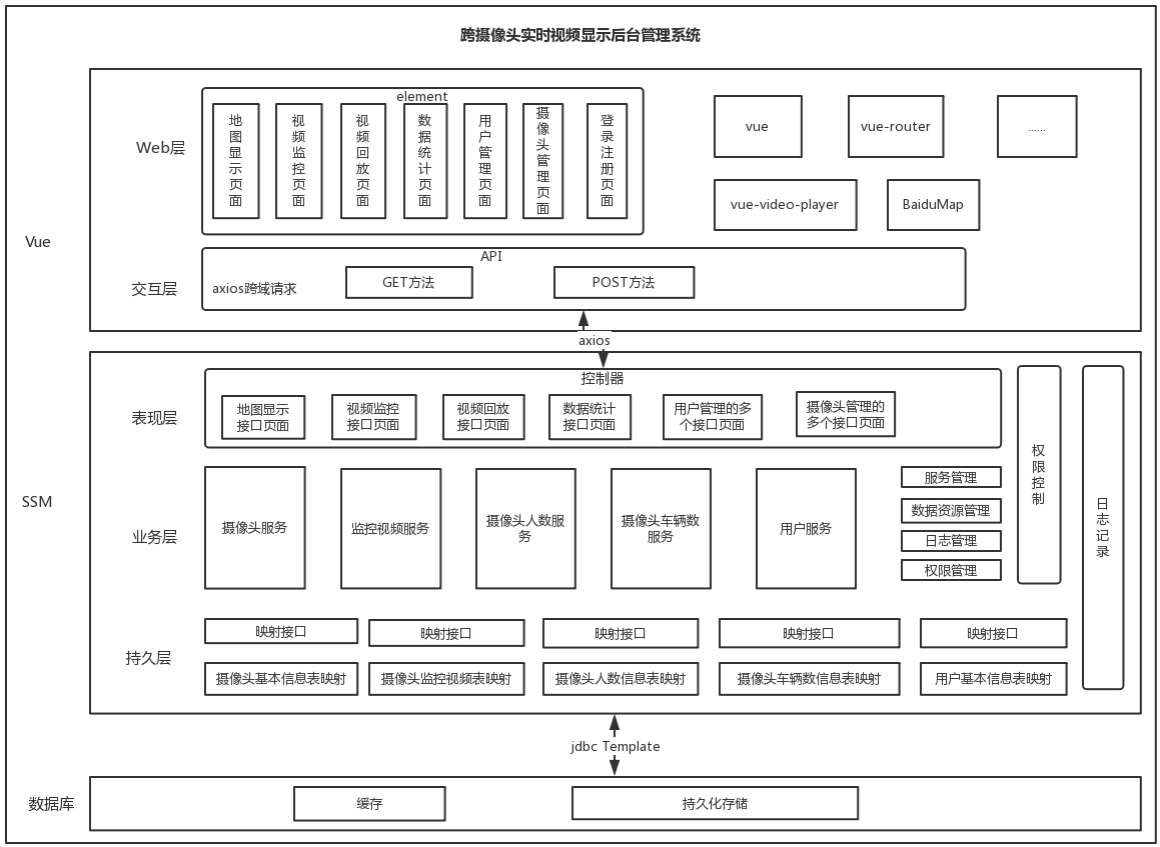 跨摄像头实时视频显示后台管理系统
Vue
Web层
element
地图显示页面
视频监控页面
视频回放页面
数据统计页面
用户管理页面
摄像头管理页面
登录注册页面
vue
vue-router
......
vue-video-player
BaiduMap
交互层
API
axios跨域请求
GET方法
POST方法
axios
SSM
表现层
控制器
地图显示
接口页面
视频监控
接口页面
视频回放
接口页面
数据统计
接口页面
用户管理的多
个接口页面
摄像头管理的
多个接口页面
权限控制
日志记录
业务层
摄像头服务
监控视频服务
摄像头人数服
务
摄像头车辆数
服务
用户服务
服务管理
数据资源管理
日志管理
权限管理
持久层
映射接口
映射接口
映射接口
映射接口
映射接口
摄像头基本信息表映射
摄像头监控视频表映射
摄像头人数信息表映射
摄像头车辆数信息表映射
用户基本信息表映射
jdbc Template
数据库
缓存
持久化存储